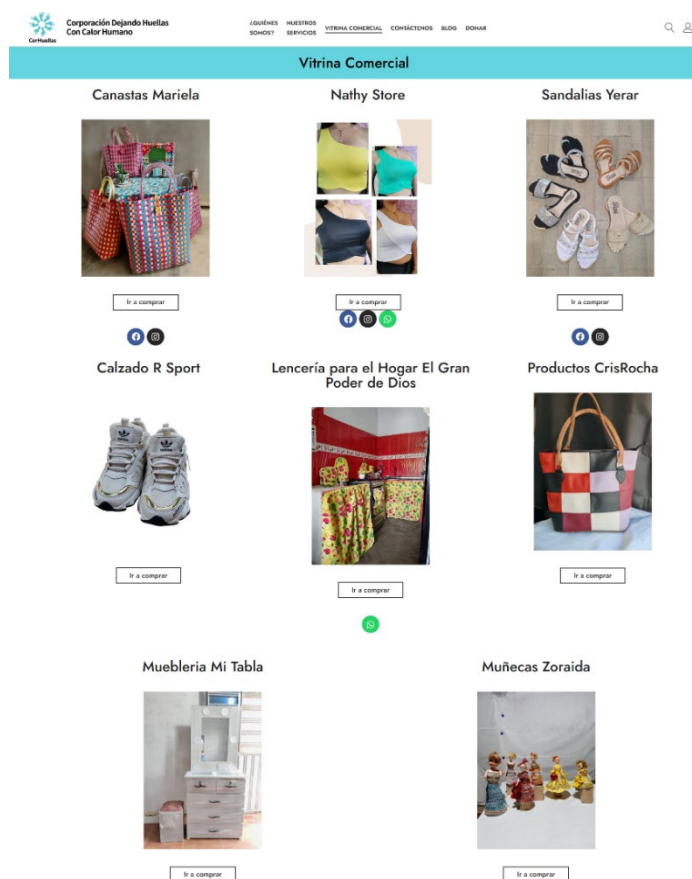 Corporación Dejando Huellas
Con Calor Humano
CorHuellas
¿QUIÉNES SOMOS?
NUESTROS SERVICIOS
VITRINA COMERCIAL
CONTÁCTENOS
BLOG
DONAR
Vitrina Comercial
Canastas Mariela
Nathy Store
Sandalias Yerar
Ir a comprar
Ir a comprar
Ir a comprar
Calzado R Sport
Lencería para el Hogar El Gran
Poder de Dios
Productos CrisRocha
Ir a comprar
Ir a comprar
Ir a comprar
Muebleria Mi Tabla
Muñecas Zoraida
Ir a comprar
Ir a comprar